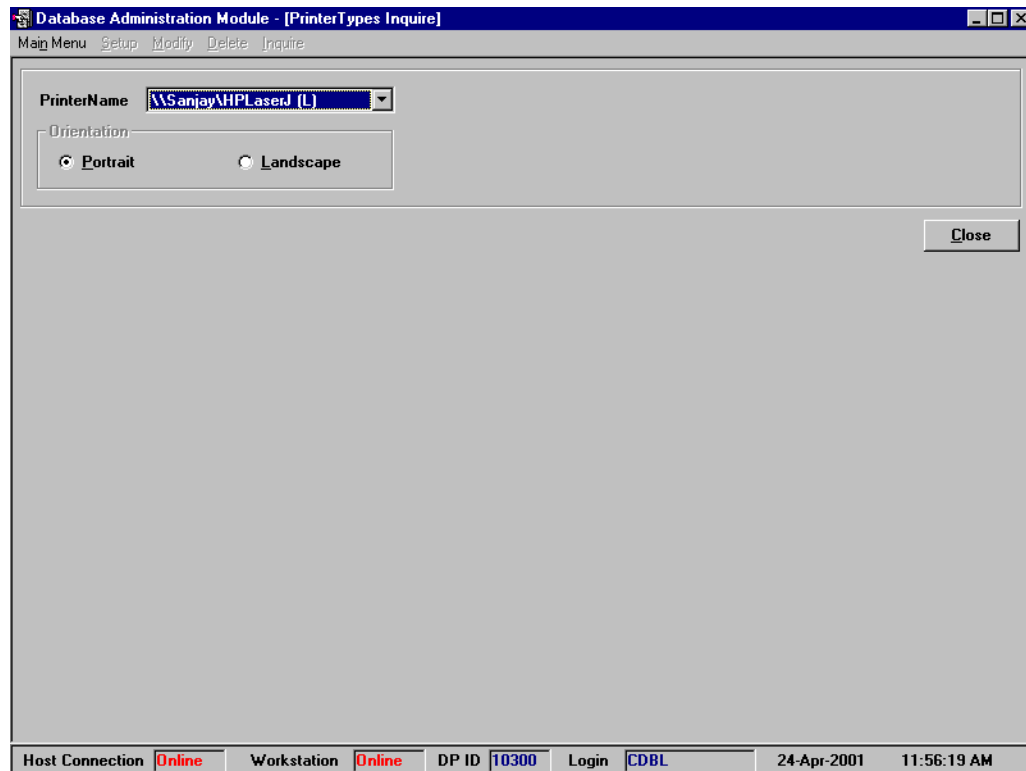 Database Administration Module - [PrinterTypes Inquire]
Main Menu Setup Modify Delete Inquire
PrinterName \\Sanjay\HPLaserJ (L)
Orientation
Portrait Landscape
Close
Host Connection Online Workstation Online DP ID 10300 Login CDBL 24-Apr-2001 11:56:19 AM